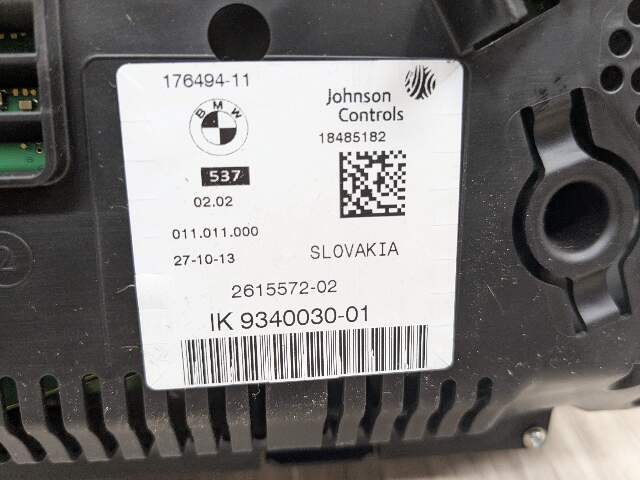 176494-11
BMW
Johnson
Controls
18485182
537
02.02
011.011.000
27-10-13
SLOVAKIA
2615572-02
IK 9340030-01
2